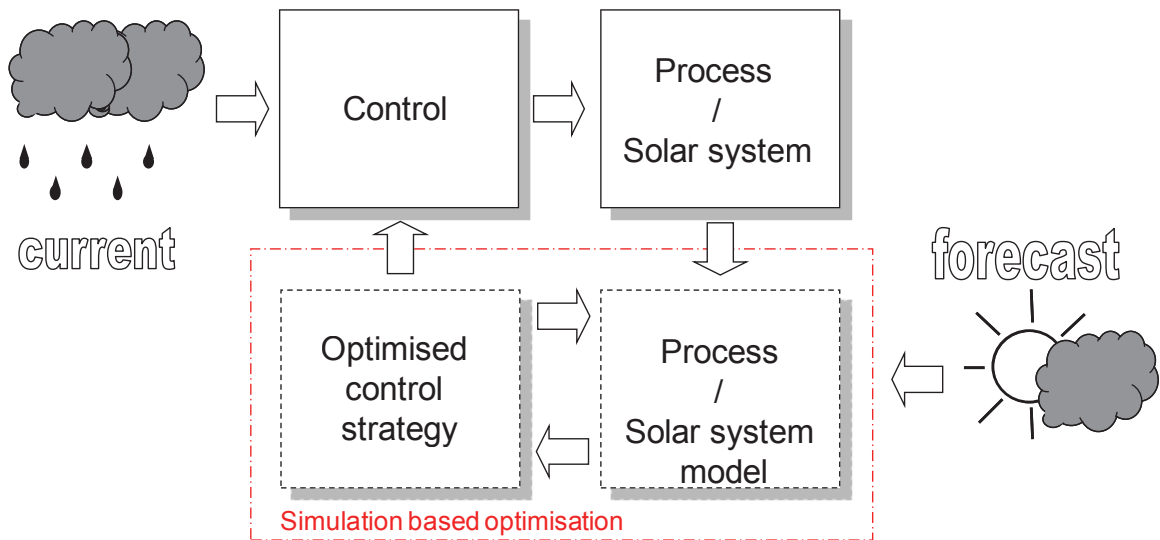 Control
Process
/
Solar system
current
forecast
Optimised
control
strategy
Process
/
Solar system
model
Simulation based optimisation